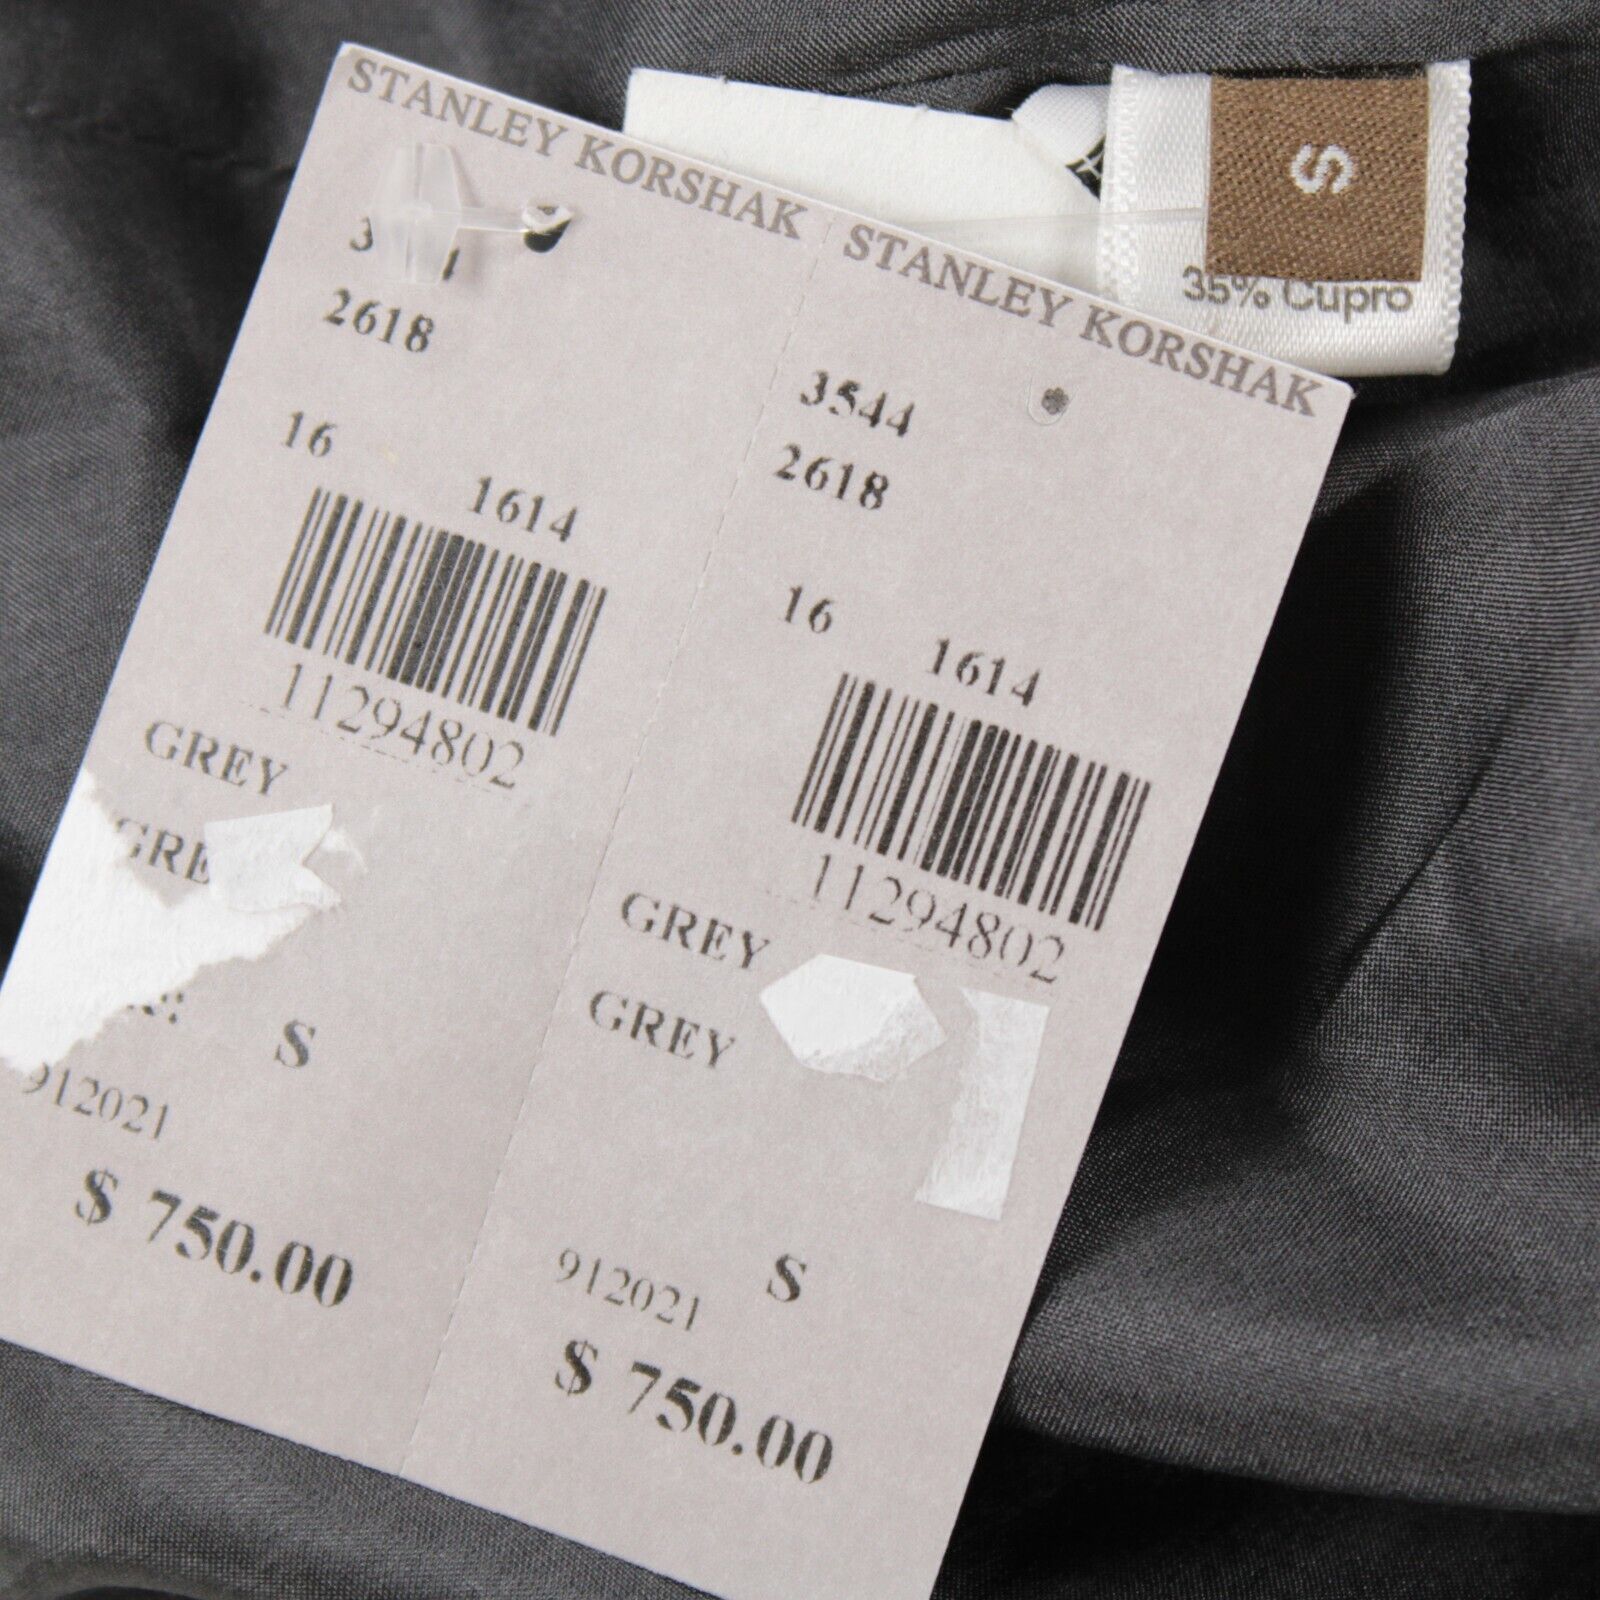 STANLEY KORSHAK
2618
16
1614
11294802
GREY
GRE
S
912021
$ 750.00
STANLEY KORSHAK
3544
2618
16
1614
11294802
GREY
GREY
S
912021
$ 750.00
S
35% Cupro